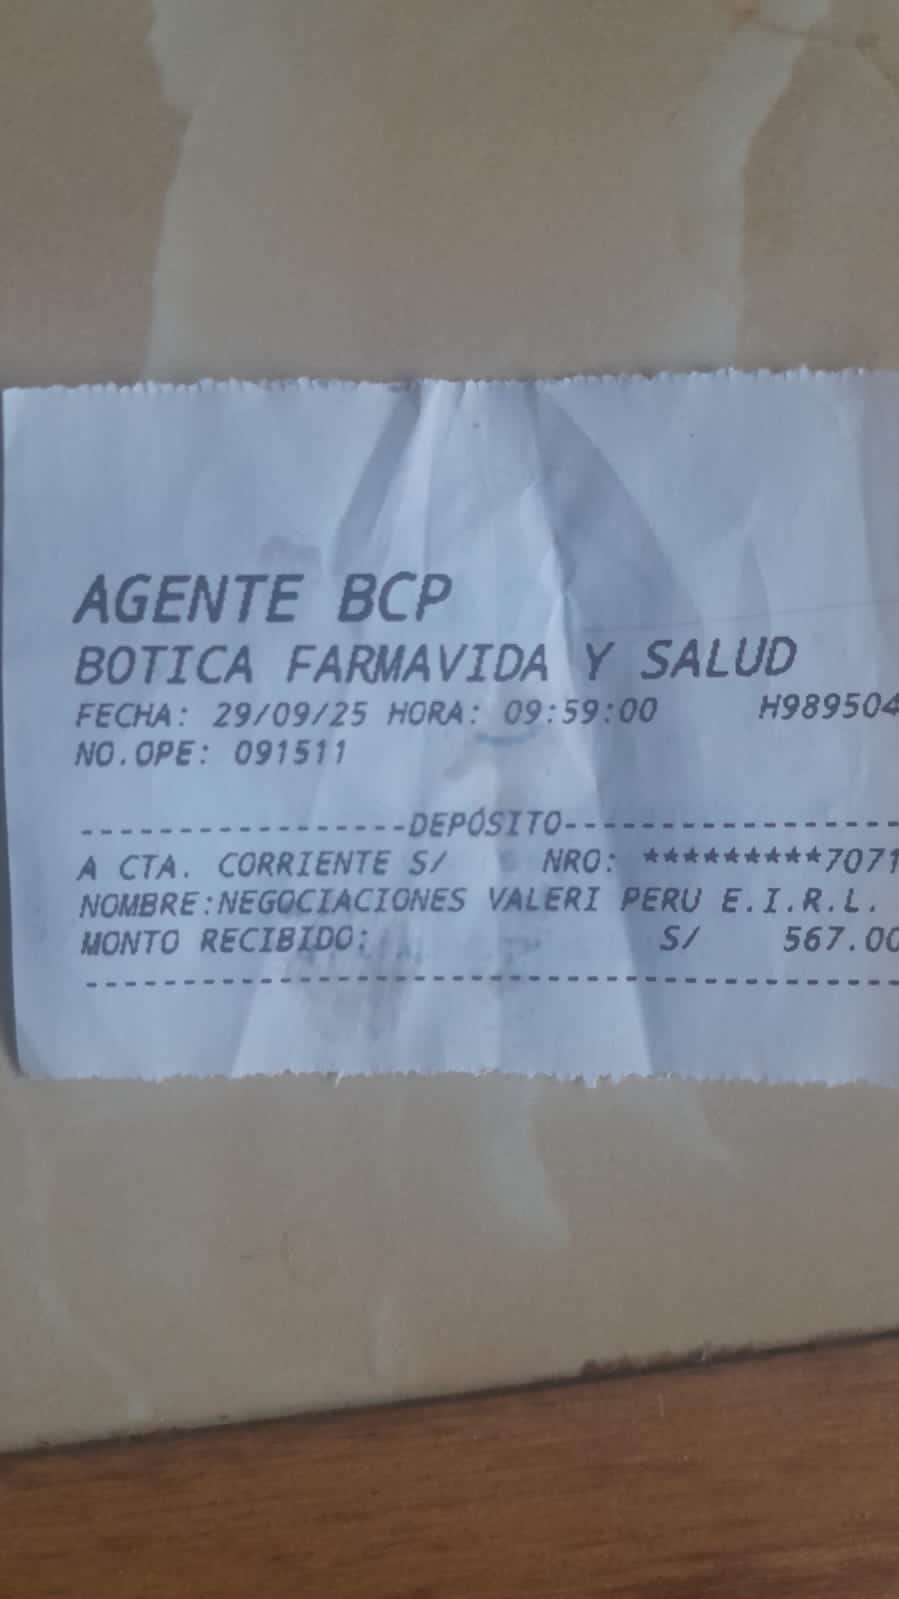 AGENTE BCP
BOTICA FARMAVIDA Y SALUD
FECHA: 29/09/25 HORA: 09:59:00 H989504
NO.OPE: 091511
-----------------DEPÓSITO-----------------
A CTA. CORRIENTE S/ NRO: *********7071
NOMBRE:NEGOCIACIONES VALERI PERU E.I.R.L.
MONTO RECIBIDO: S/ 567.00
------------------------------------------